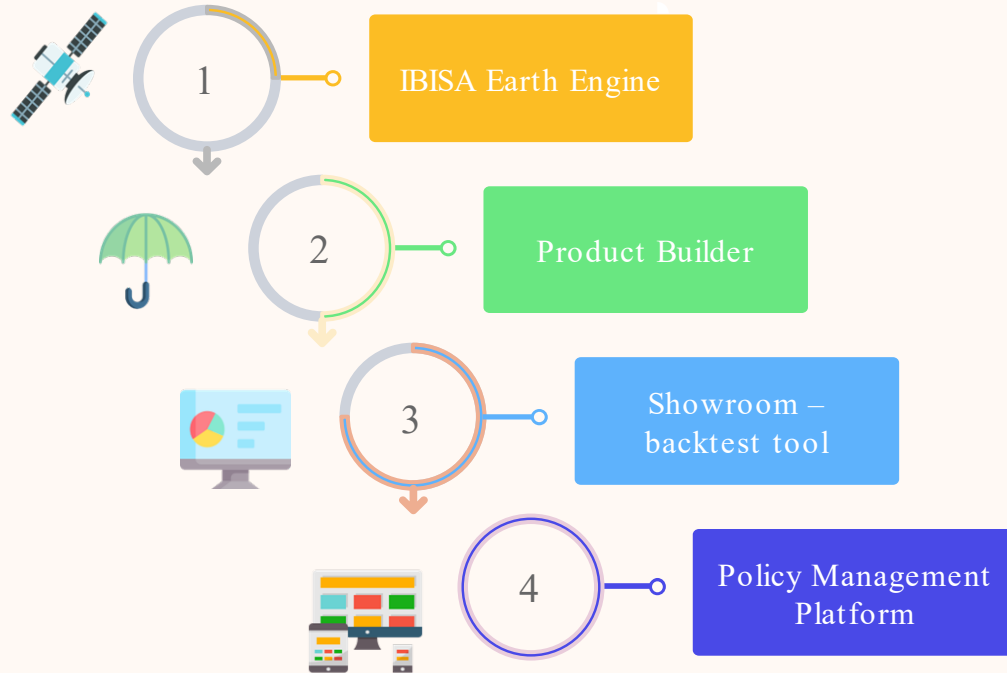 1
IBISA Earth Engine
2
Product Builder
3
Showroom –
backtest tool
4
Policy Management
Platform